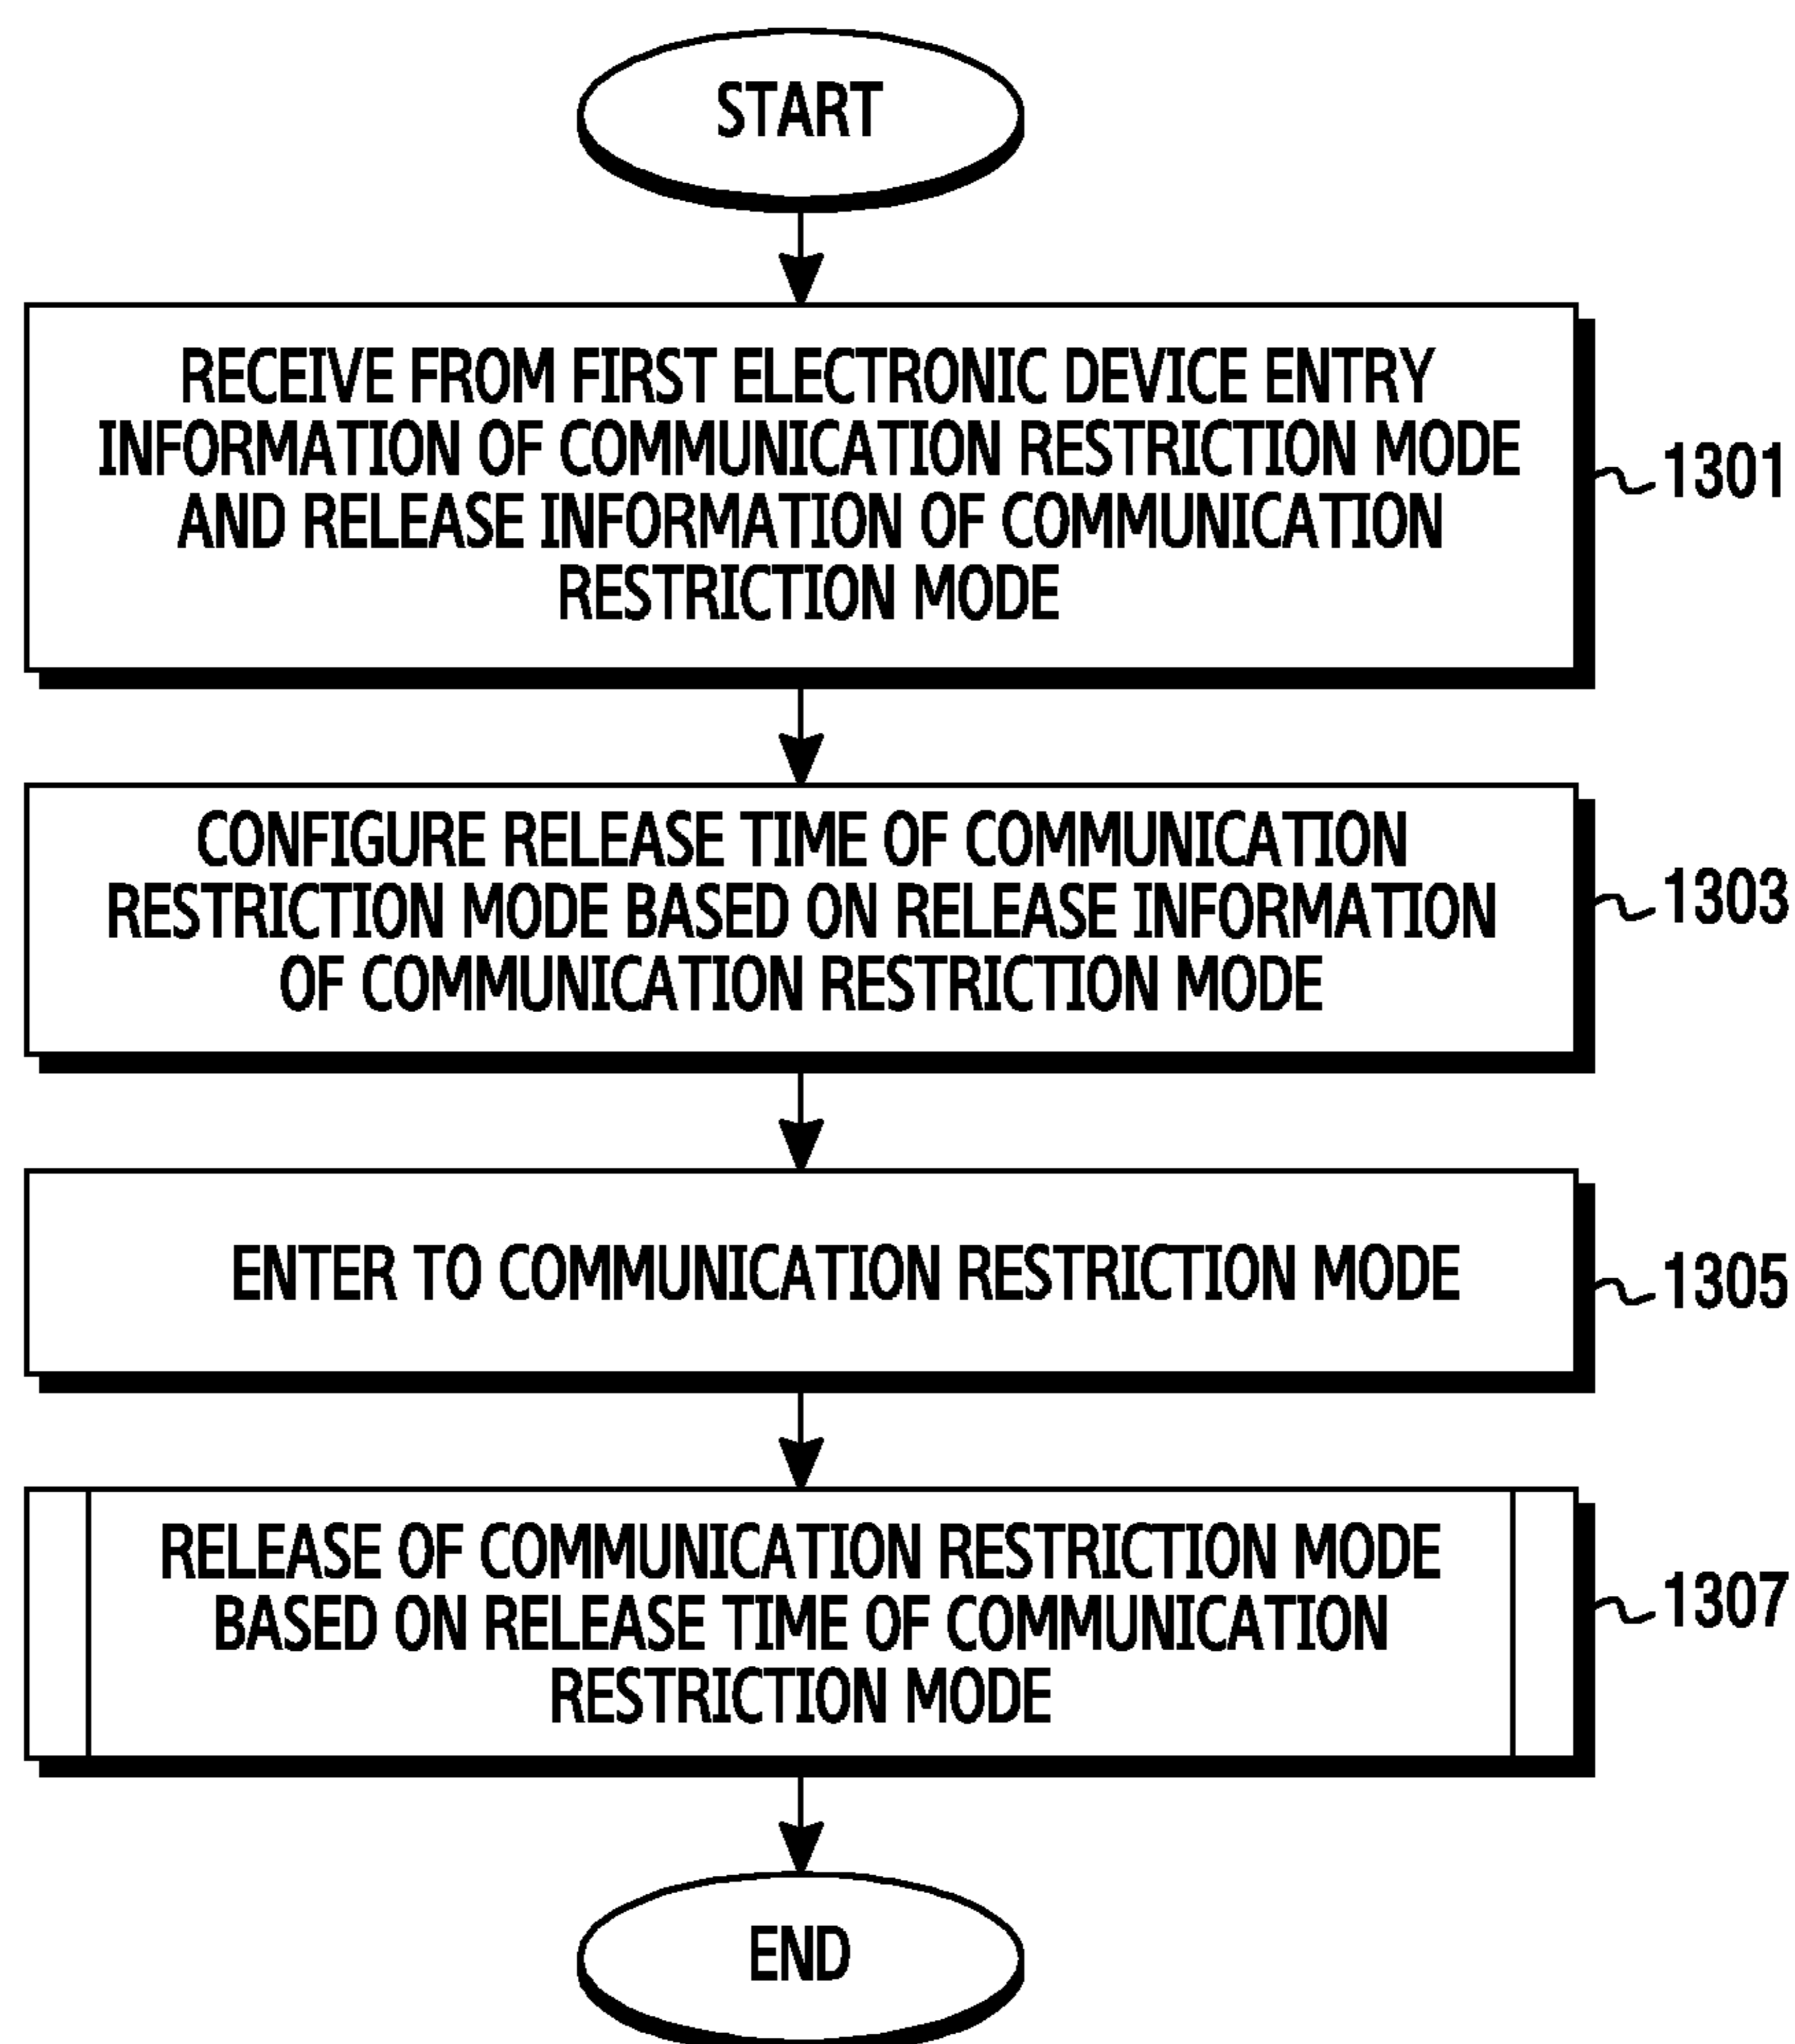 START
RECEIVE FROM FIRST ELECTRONIC DEVICE ENTRY
INFORMATION OF COMMUNICATION RESTRICTION MODE
AND RELEASE INFORMATION OF COMMUNICATION
RESTRICTION MODE
1301
CONFIGURE RELEASE TIME OF COMMUNICATION
RESTRICTION MODE BASED ON RELEASE INFORMATION
OF COMMUNICATION RESTRICTION MODE
1303
ENTER TO COMMUNICATION RESTRICTION MODE
1305
RELEASE OF COMMUNICATION RESTRICTION MODE
BASED ON RELEASE TIME OF COMMUNICATION
RESTRICTION MODE
1307
END